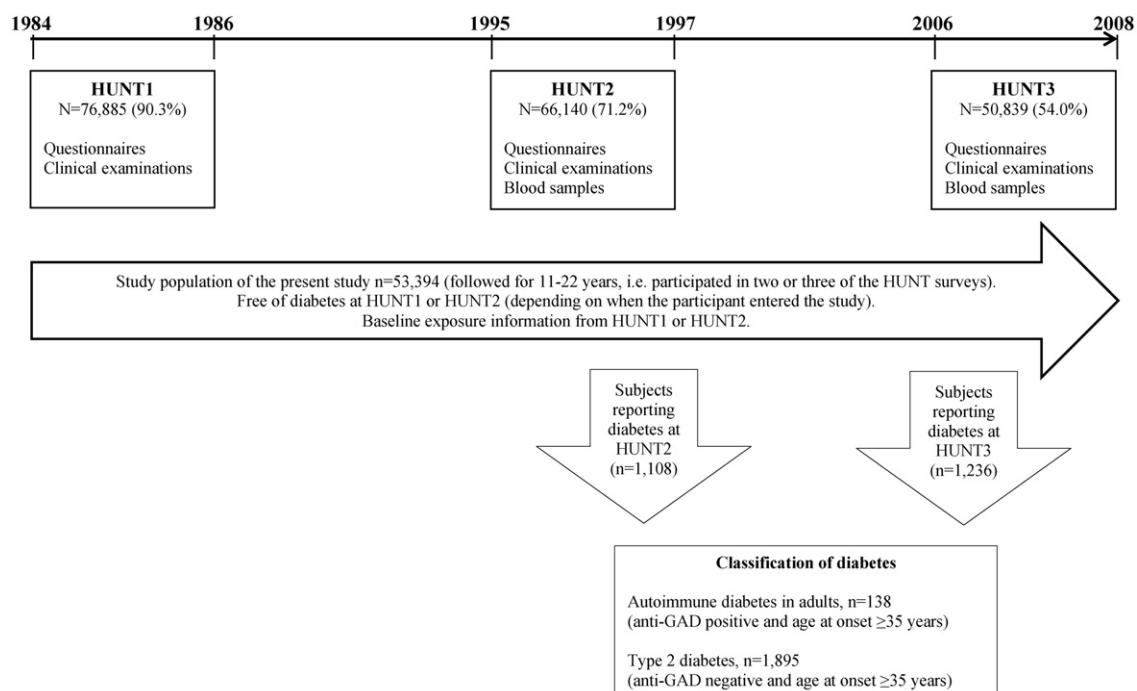 1984 1986 1995 1997 2006 2008
HUNT1
N=76,885 (90.3%)
Questionnaires
Clinical examinations
HUNT2
N=66,140 (71.2%)
Questionnaires
Clinical examinations
Blood samples
HUNT3
N=50,839 (54.0%)
Questionnaires
Clinical examinations
Blood samples
Study population of the present study n=53,394 (followed for 11-22 years, i.e. participated in two or three of the HUNT surveys).
Free of diabetes at HUNT1 or HUNT2 (depending on when the participant entered the study).
Baseline exposure information from HUNT1 or HUNT2.
Subjects
reporting
diabetes at
HUNT2
(n=1,108)
Subjects
reporting
diabetes at
HUNT3
(n=1,236)
Classification of diabetes
Autoimmune diabetes in adults, n=138
(anti-GAD positive and age at onset ≥35 years)
Type 2 diabetes, n=1,895
(anti-GAD negative and age at onset ≥35 years)